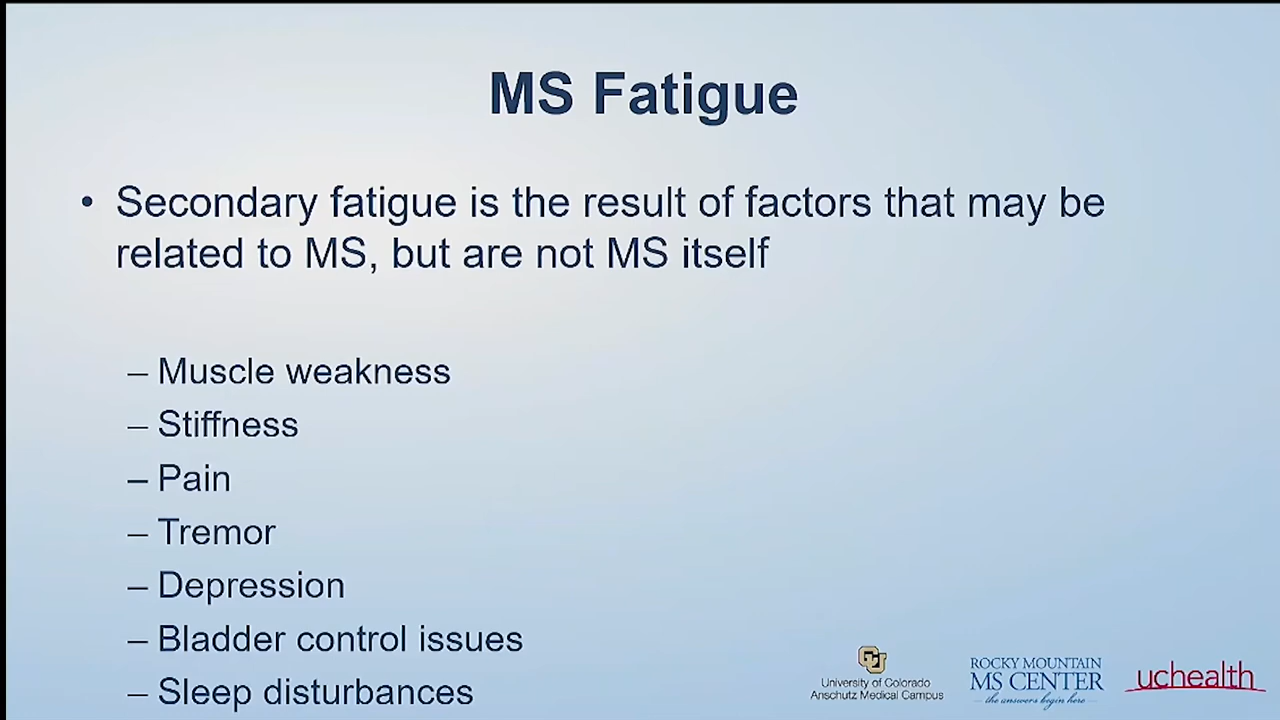 MS Fatigue
• Secondary fatigue is the result of factors that may be
related to MS, but are not MS itself
– Muscle weakness
– Stiffness
– Pain
– Tremor
– Depression
– Bladder control issues
– Sleep disturbances
CU
University of Colorado
Anschutz Medical Campus
ROCKY MOUNTAIN
MS CENTER
the answers begin here
uchealth